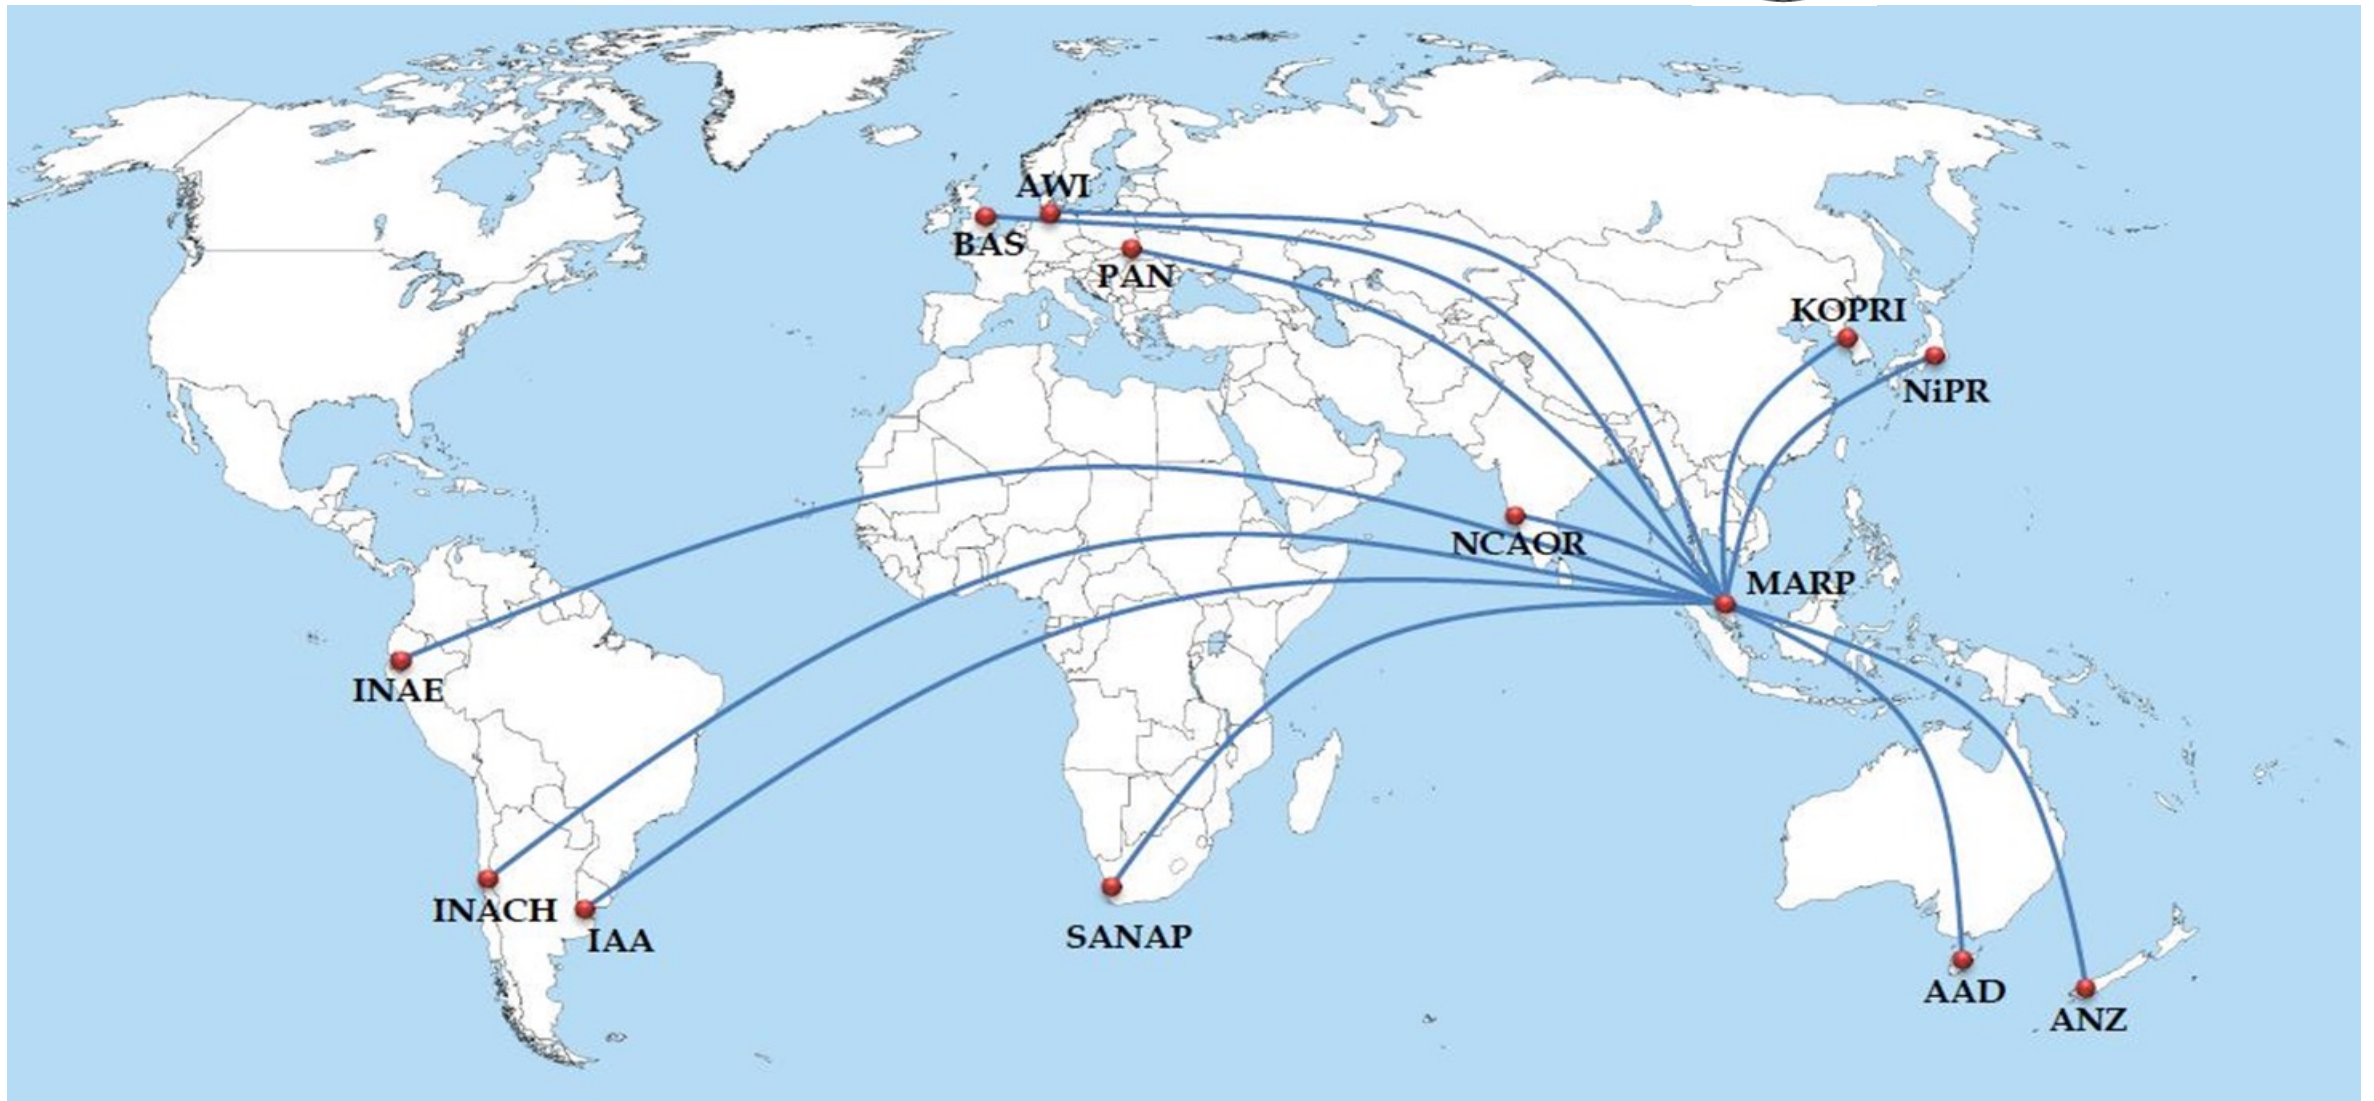 AWI
BAS
PAN
KOPRI
NiPR
NCAOR
MARP
INAE
INACH
IAA
SANAP
AAD
ANZ